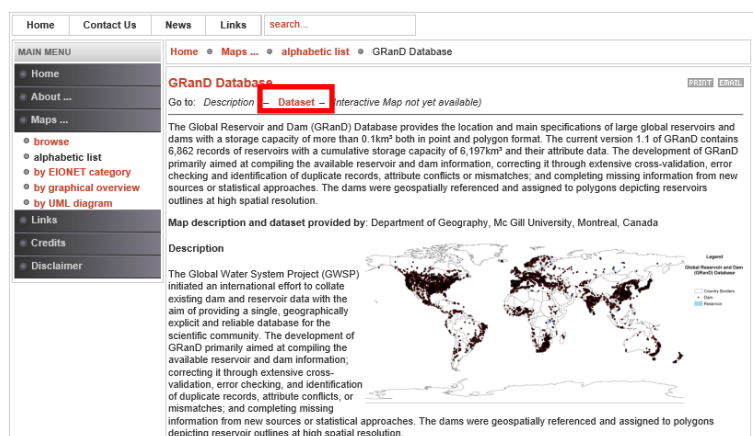 Home Contact Us News Links search...
MAIN MENU
Home
About ...
Maps ...
browse
alphabetic list
by EIONET category
by graphical overview
by UML diagram
Links
Credits
Disclaimer
Home Maps ... alphabetic list GRanD Database
GRanD Database
PRINT EMAIL
Go to: Description – Dataset – (Interactive Map not yet available)
The Global Reservoir and Dam (GRanD) Database provides the location and main specifications of large global reservoirs and
dams with a storage capacity of more than 0.1km³ both in point and polygon format. The current version 1.1 of GRanD contains
6,862 records of reservoirs with a cumulative storage capacity of 6,197km³ and their attribute data. The development of GRanD
primarily aimed at compiling the available reservoir and dam information, correcting it through extensive cross-validation, error
checking and identification of duplicate records, attribute conflicts or mismatches; and completing missing information from new
sources or statistical approaches. The dams were geospatially referenced and assigned to polygons depicting reservoirs
outlines at high spatial resolution.
Map description and dataset provided by: Department of Geography, Mc Gill University, Montreal, Canada
Description
The Global Water System Project (GWSP)
initiated an international effort to collate
existing dam and reservoir data with the
aim of providing a single, geographically
explicit and reliable database for the
scientific community. The development of
GRanD primarily aimed at compiling the
available reservoir and dam information;
correcting it through extensive cross-
validation, error checking, and identification
of duplicate records, attribute conflicts, or
mismatches; and completing missing
information from new sources or statistical approaches. The dams were geospatially referenced and assigned to polygons
depicting reservoir outlines at high spatial resolution.
Legend
Global Reservoir and Dam
(GRanD) Database
Country Borders
Dam
Reservoir